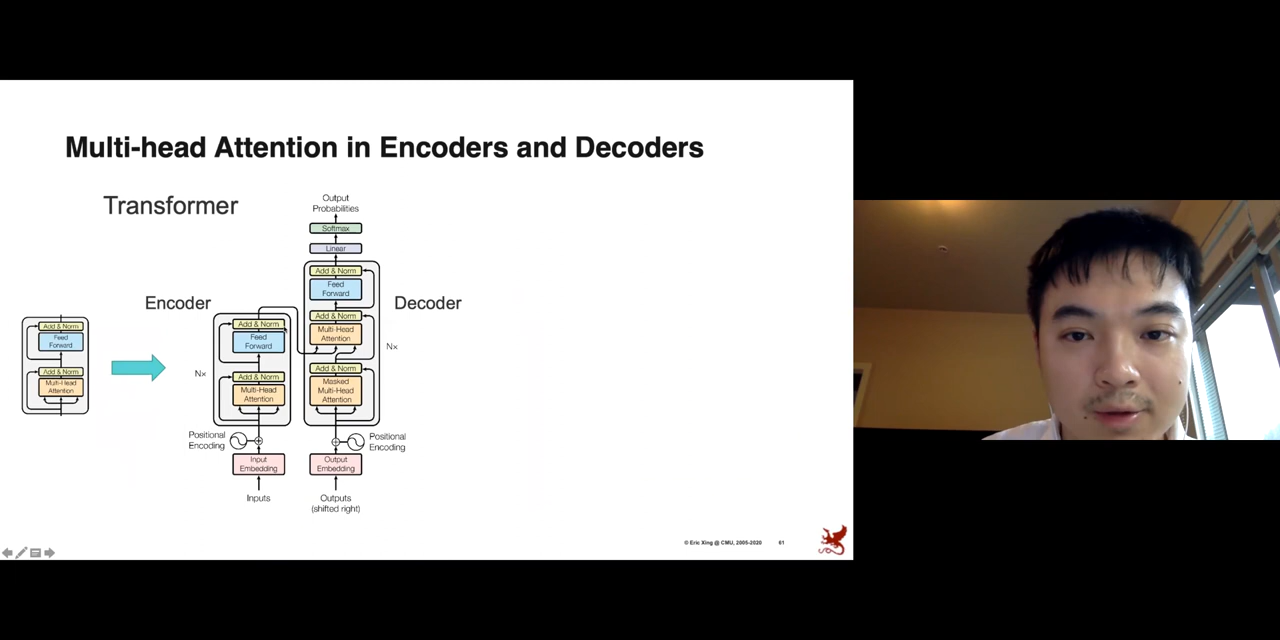 Multi-head Attention in Encoders and Decoders
Transformer
Output
Probabilities
Softmax
Linear
Add & Norm
Feed
Forward
Add & Norm
Multi-Head
Attention
Add & Norm
Masked
Multi-Head
Attention
Decoder
N×
Encoder
Add & Norm
Feed
Forward
N×
Add & Norm
Multi-Head
Attention
Add & Norm
Feed
Forward
Add & Norm
Multi-Head
Attention
Positional
Encoding
Positional
Encoding
Input
Embedding
Output
Embedding
Inputs
Outputs
(shifted right)
© Eric Xing @ CMU, 2005-2020
61